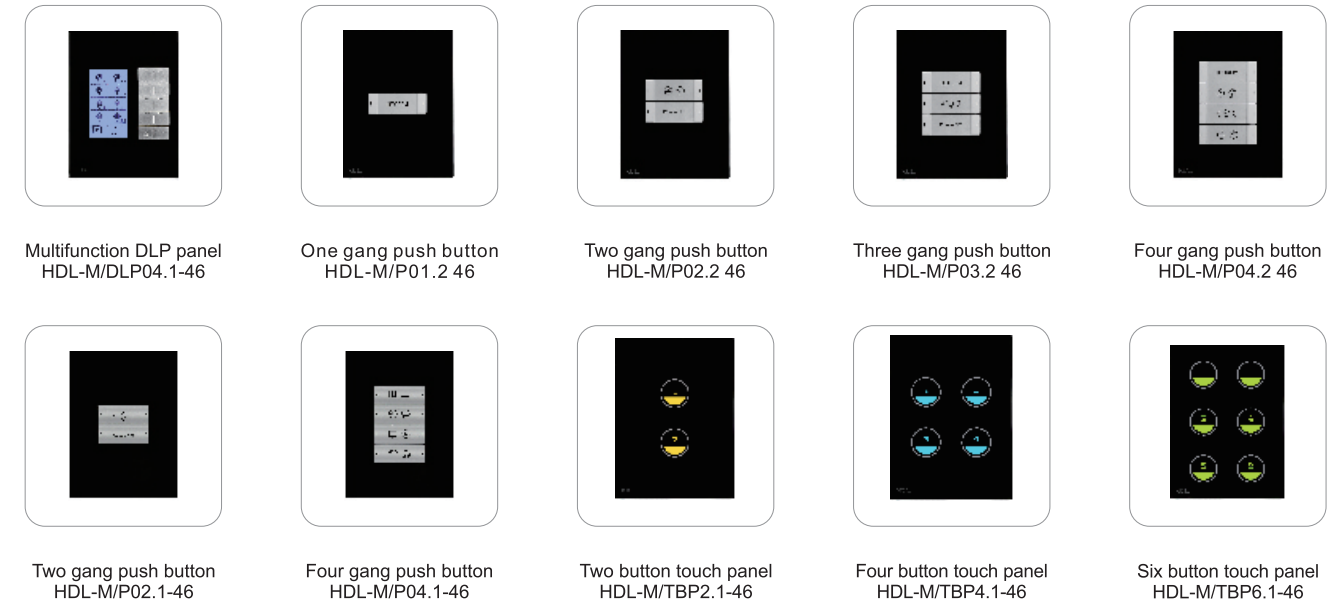 Multifunction DLP panel
HDL-M/DLP04.1-46
One gang push button
HDL-M/P01.2 46
Two gang push button
HDL-M/P02.2 46
Three gang push button
HDL-M/P03.2 46
Four gang push button
HDL-M/P04.2 46
Two gang push button
HDL-M/P02.1-46
Four gang push button
HDL-M/P04.1-46
Two button touch panel
HDL-M/TBP2.1-46
Four button touch panel
HDL-M/TBP4.1-46
Six button touch panel
HDL-M/TBP6.1-46